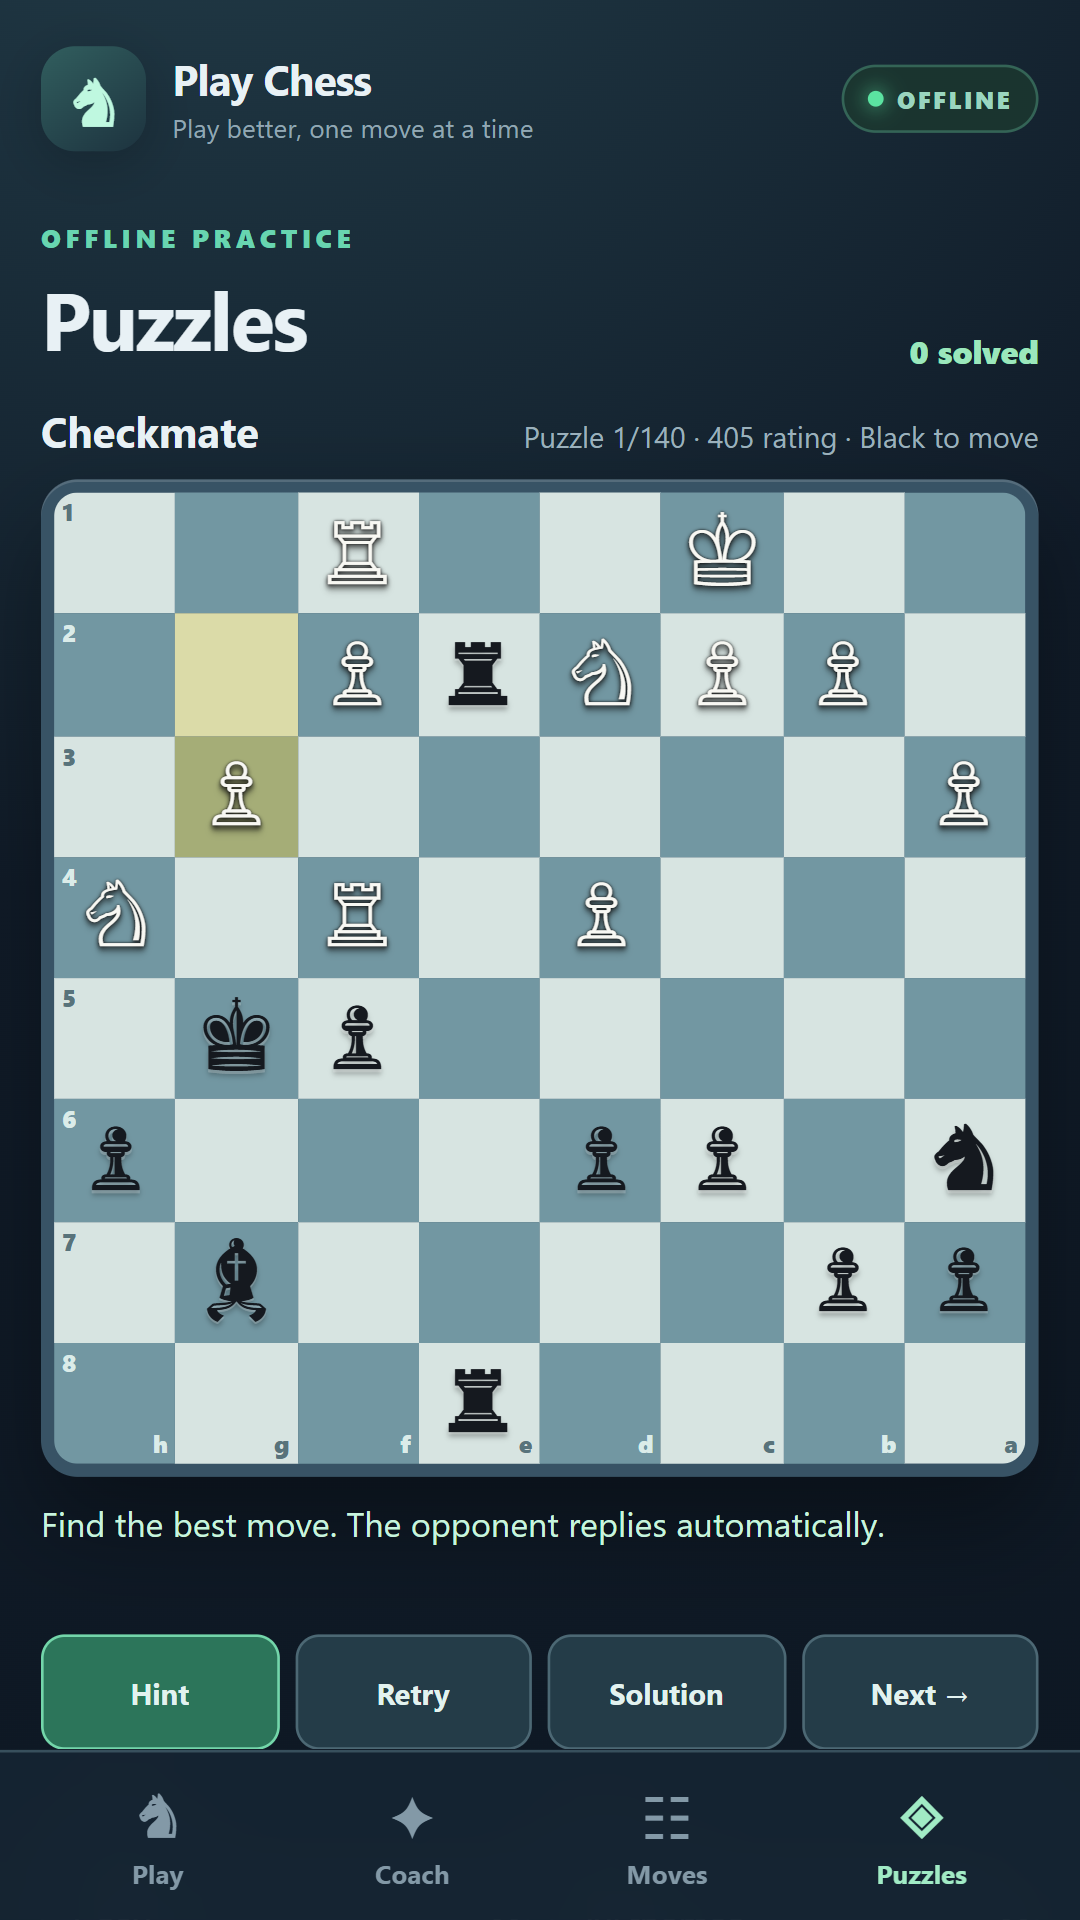 Play Chess
Play better, one move at a time
OFFLINE
OFFLINE PRACTICE
Puzzles
0 solved
Checkmate
Puzzle 1/140 · 405 rating · Black to move
1
2
3
4
5
6
7
8
h g f e d c b a
Find the best move. The opponent replies automatically.
Hint Retry Solution Next →
Play Coach Moves Puzzles